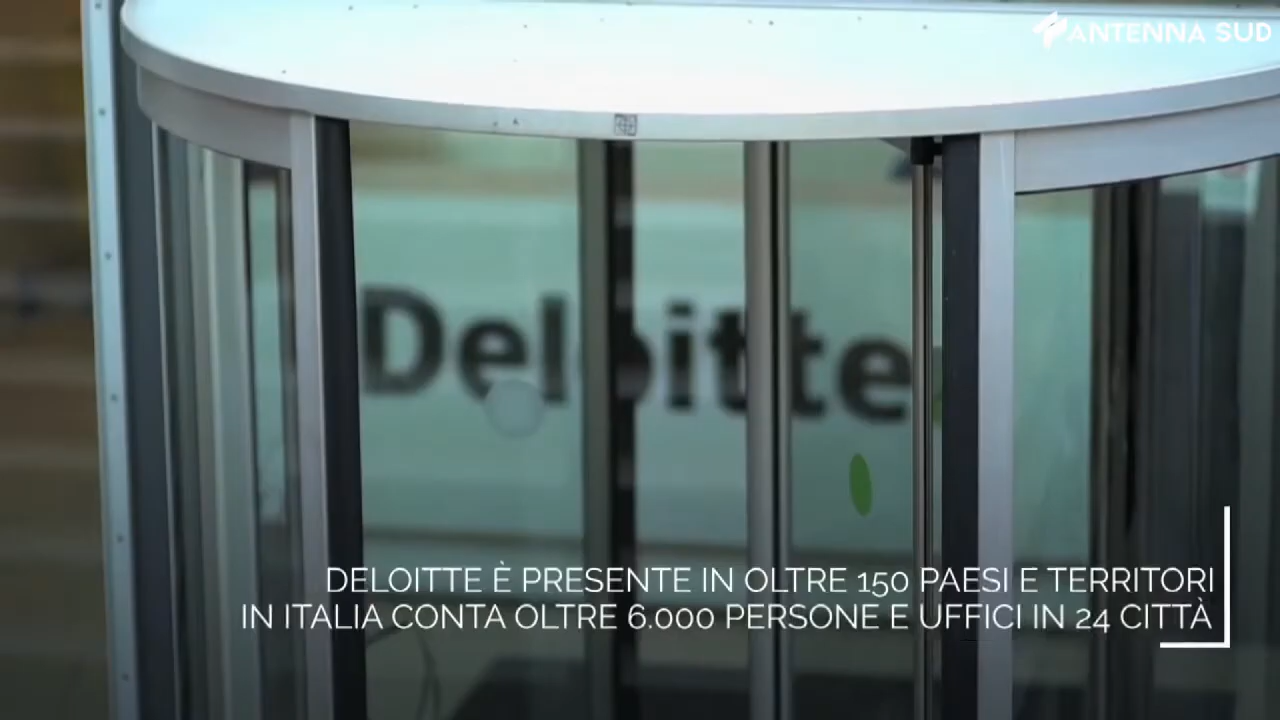 ANTENNA SUD
Deloitte
DELOITTE È PRESENTE IN OLTRE 150 PAESI E TERRITORI
IN ITALIA CONTA OLTRE 6.000 PERSONE E UFFICI IN 24 CITTÀ